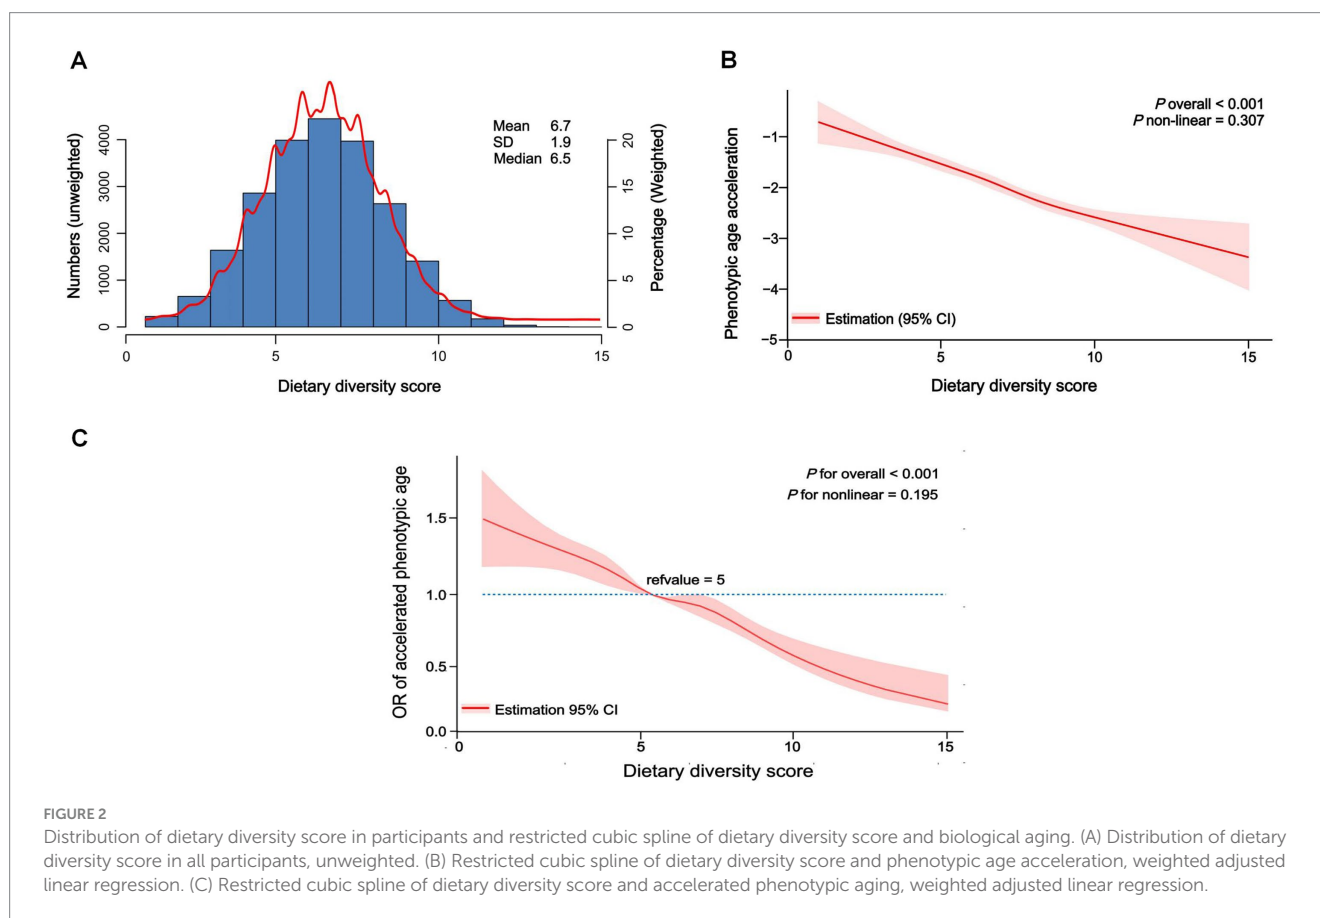 A
Numbers (unweighted)
4000
3000
2000
1000
0
Mean 6.7
SD 1.9
Median 6.5
20
15
10
5
0
Percentage (Weighted)
0 5 10 15
Dietary diversity score
B
Phenotypic age acceleration
P overall < 0.001
P non-linear = 0.307
−1
−2
−3
−4
−5
Estimation (95% CI)
0 5 10 15
Dietary diversity score
C
OR of accelerated phenotypic age
P for overall < 0.001
P for nonlinear = 0.195
1.5
1.0
0.5
0.0
refvalue = 5
Estimation 95% CI
0 5 10 15
Dietary diversity score
FIGURE 2
Distribution of dietary diversity score in participants and restricted cubic spline of dietary diversity score and biological aging. (A) Distribution of dietary
diversity score in all participants, unweighted. (B) Restricted cubic spline of dietary diversity score and phenotypic age acceleration, weighted adjusted
linear regression. (C) Restricted cubic spline of dietary diversity score and accelerated phenotypic aging, weighted adjusted linear regression.